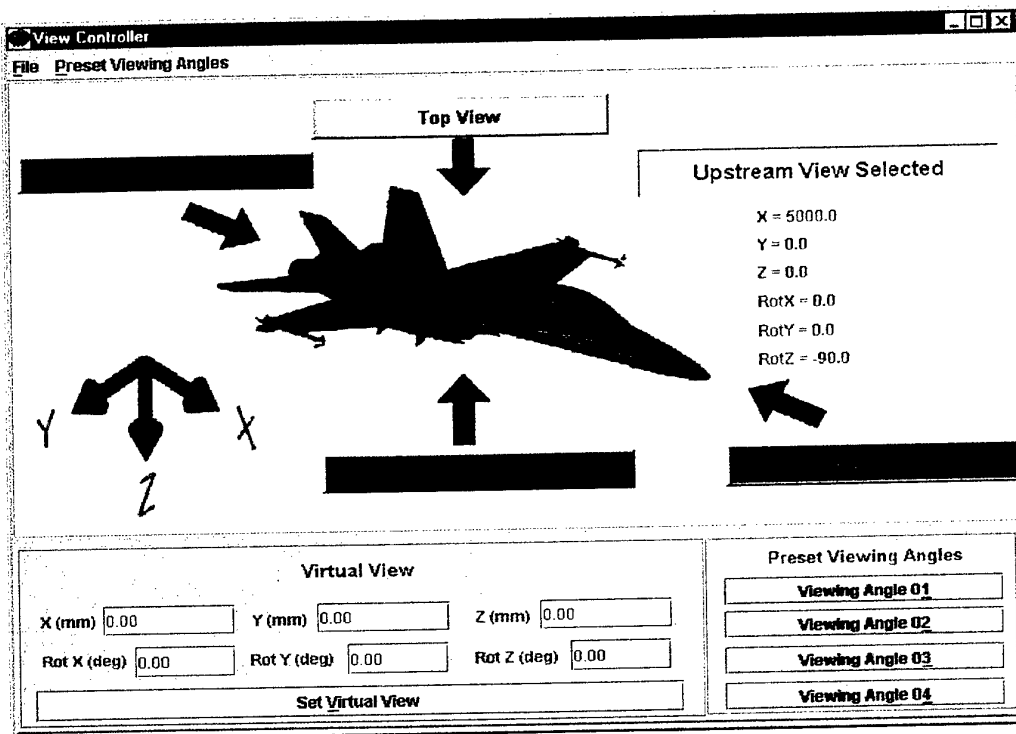 View Controller
File Preset Viewing Angles
Top View
Upstream View Selected
X = 5000.0
Y = 0.0
Z = 0.0
RotX = 0.0
RotY = 0.0
RotZ = -90.0
Y
X
Z
Virtual View
X (mm) 0.00 Y (mm) 0.00 Z (mm) 0.00
Rot X (deg) 0.00 Rot Y (deg) 0.00 Rot Z (deg) 0.00
Set Virtual View
Preset Viewing Angles
Viewing Angle 01
Viewing Angle 02
Viewing Angle 03
Viewing Angle 04